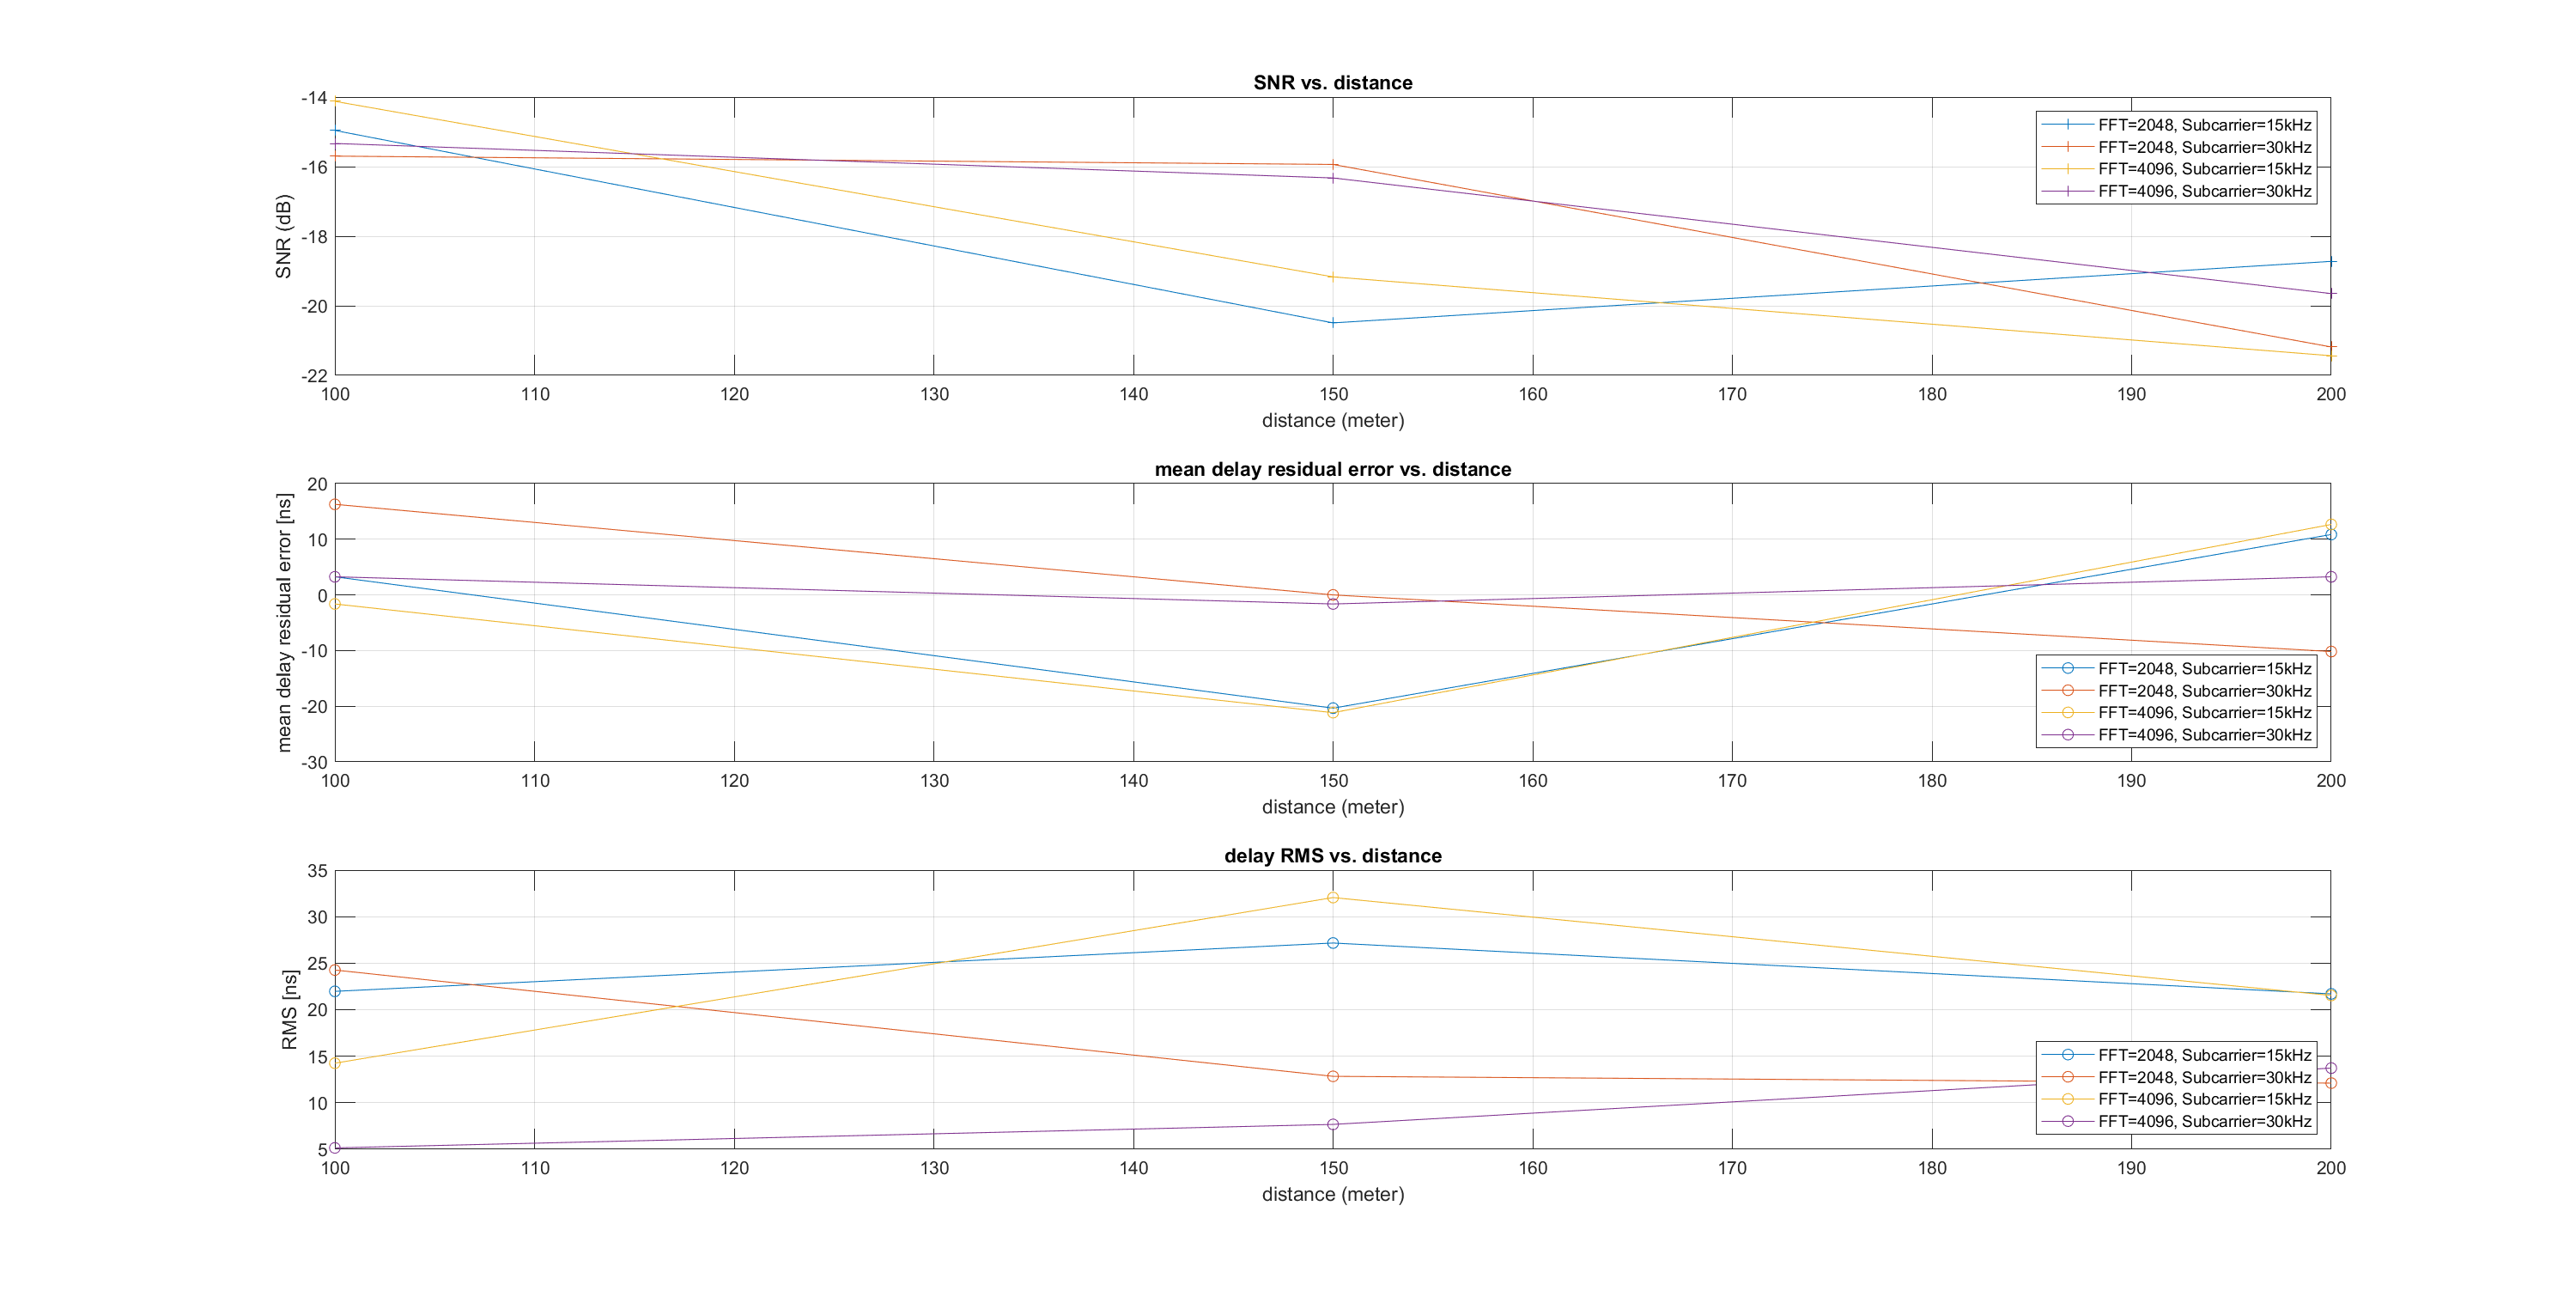 SNR vs. distance
-14
-16
-18
-20
-22
SNR (dB)
100 110 120 130 140 150 160 170 180 190 200
distance (meter)
FFT=2048, Subcarrier=15kHz
FFT=2048, Subcarrier=30kHz
FFT=4096, Subcarrier=15kHz
FFT=4096, Subcarrier=30kHz
mean delay residual error vs. distance
20
10
0
-10
-20
-30
mean delay residual error [ns]
100 110 120 130 140 150 160 170 180 190 200
distance (meter)
FFT=2048, Subcarrier=15kHz
FFT=2048, Subcarrier=30kHz
FFT=4096, Subcarrier=15kHz
FFT=4096, Subcarrier=30kHz
delay RMS vs. distance
35
30
25
20
15
10
5
RMS [ns]
100 110 120 130 140 150 160 170 180 190 200
distance (meter)
FFT=2048, Subcarrier=15kHz
FFT=2048, Subcarrier=30kHz
FFT=4096, Subcarrier=15kHz
FFT=4096, Subcarrier=30kHz